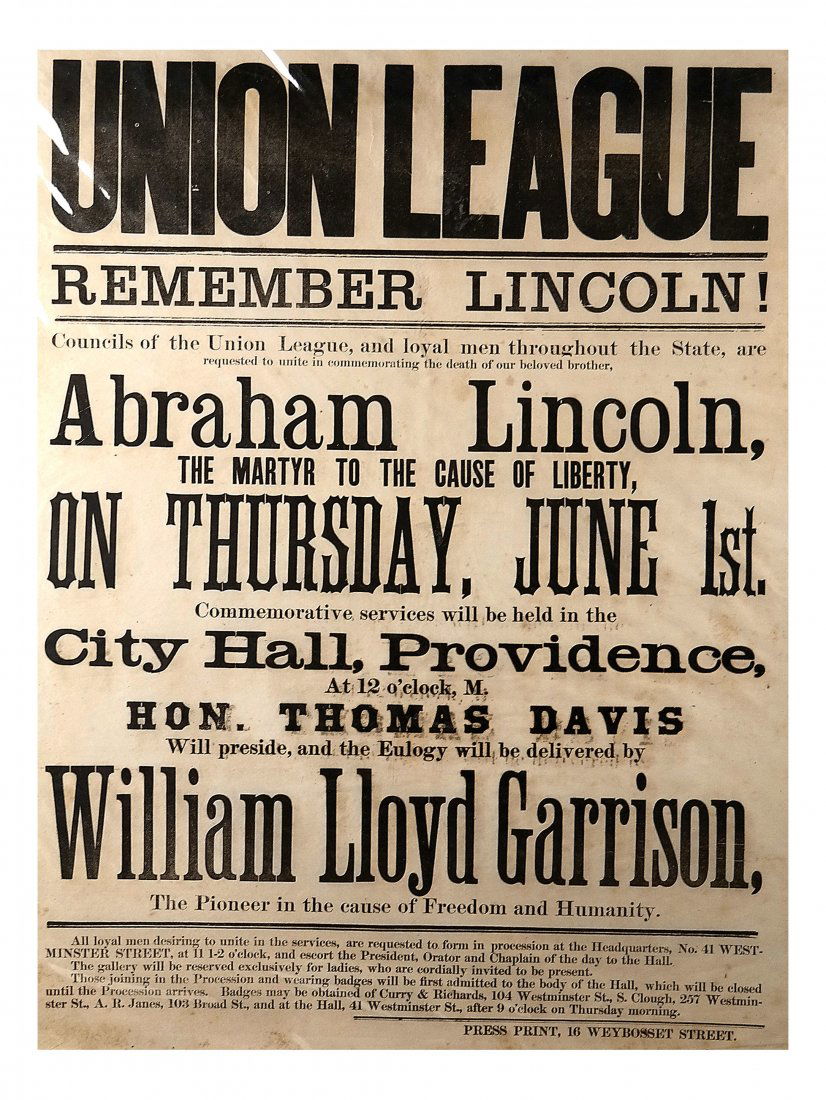 UNION LEAGUE
REMEMBER LINCOLN!
Councils of the Union League, and loyal men throughout the State, are
requested to unite in commemorating the death of our beloved brother,
Abraham Lincoln,
THE MARTYR TO THE CAUSE OF LIBERTY,
ON THURSDAY, JUNE 1st.
Commemorative services will be held in the
City Hall, Providence,
At 12 o'clock, M.
HON. THOMAS DAVIS
Will preside, and the Eulogy will be delivered by
William Lloyd Garrison,
The Pioneer in the cause of Freedom and Humanity.
All loyal men desiring to unite in the services, are requested to form in procession at the Headquarters, No. 41 WEST-
MINSTER STREET, at 11 1-2 o'clock, and escort the President, Orator and Chaplain of the day to the Hall.
The gallery will be reserved exclusively for ladies, who are cordially invited to be present.
Those joining in the Procession and wearing badges will be first admitted to the body of the Hall, which will be closed
until the Procession arrives. Badges may be obtained of Curry & Richards, 104 Westminster St., S. Clough, 257 Westmin-
ster St., A. R. Janes, 103 Broad St., and at the Hall, 41 Westminster St., after 9 o'clock on Thursday morning.
PRESS PRINT, 16 WEYBOSSET STREET.